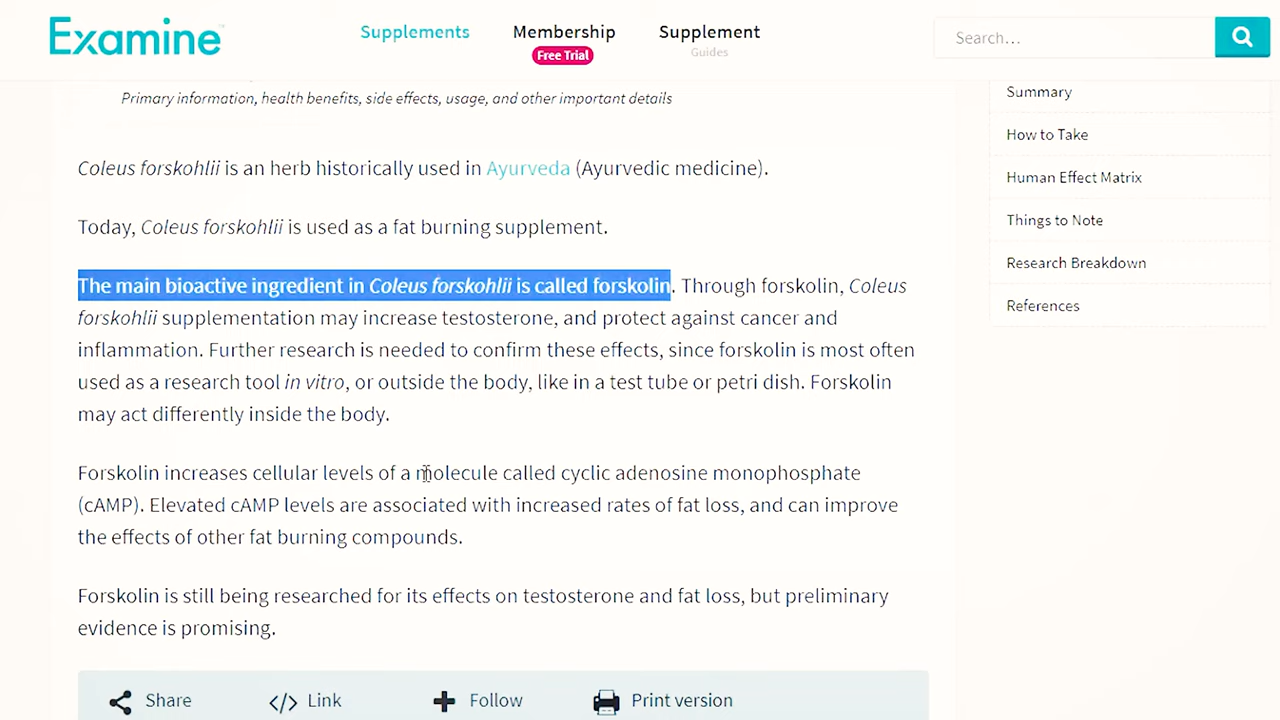 Examine
Supplements
Membership
Free Trial
Supplement
Guides
Search...
Primary information, health benefits, side effects, usage, and other important details
Coleus forskohlii is an herb historically used in Ayurveda (Ayurvedic medicine).
Today, Coleus forskohlii is used as a fat burning supplement.
The main bioactive ingredient in Coleus forskohlii is called forskolin. Through forskolin, Coleus
forskohlii supplementation may increase testosterone, and protect against cancer and
inflammation. Further research is needed to confirm these effects, since forskolin is most often
used as a research tool in vitro, or outside the body, like in a test tube or petri dish. Forskolin
may act differently inside the body.
Forskolin increases cellular levels of a molecule called cyclic adenosine monophosphate
(cAMP). Elevated cAMP levels are associated with increased rates of fat loss, and can improve
the effects of other fat burning compounds.
Forskolin is still being researched for its effects on testosterone and fat loss, but preliminary
evidence is promising.
Share
Link
Follow
Print version
Summary
How to Take
Human Effect Matrix
Things to Note
Research Breakdown
References